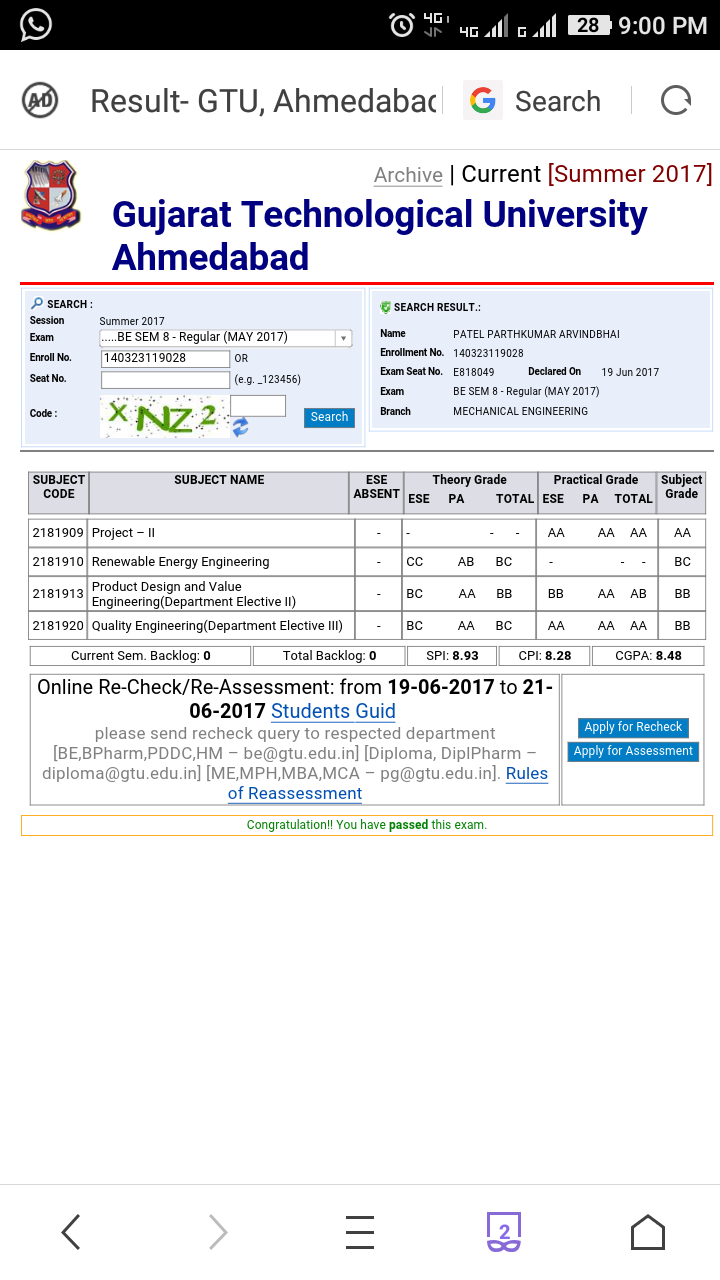 4G 4G G 28 9:00 PM
AD Result- GTU, Ahmedabad G Search
Archive | Current [Summer 2017]
Gujarat Technological University
Ahmedabad
SEARCH :
Session Summer 2017
Exam .....BE SEM 8 - Regular (MAY 2017)
Enroll No. 140323119028 OR
Seat No. (e.g. _123456)
Code : X NZ 2 Search
SEARCH RESULT.:
Name PATEL PARTHKUMAR ARVINDBHAI
Enrollment No. 140323119028
Exam Seat No. E818049 Declared On 19 Jun 2017
Exam BE SEM 8 - Regular (MAY 2017)
Branch MECHANICAL ENGINEERING
SUBJECT SUBJECT NAME ESE Theory Grade Practical Grade Subject
CODE ABSENT ESE PA TOTAL ESE PA TOTAL Grade
2181909 Project – II - - - - AA AA AA AA
2181910 Renewable Energy Engineering - CC AB BC - - - BC
2181913 Product Design and Value
Engineering(Department Elective II) - BC AA BB BB AA AB BB
2181920 Quality Engineering(Department Elective III) - BC AA BC AA AA AA BB
Current Sem. Backlog: 0 Total Backlog: 0 SPI: 8.93 CPI: 8.28 CGPA: 8.48
Online Re-Check/Re-Assessment: from 19-06-2017 to 21-
06-2017 Students Guid
please send recheck query to respected department
[BE,BPharm,PDDC,HM – be@gtu.edu.in] [Diploma, DiplPharm –
diploma@gtu.edu.in] [ME,MPH,MBA,MCA – pg@gtu.edu.in]. Rules
of Reassessment
Apply for Recheck
Apply for Assessment
Congratulation!! You have passed this exam.
2